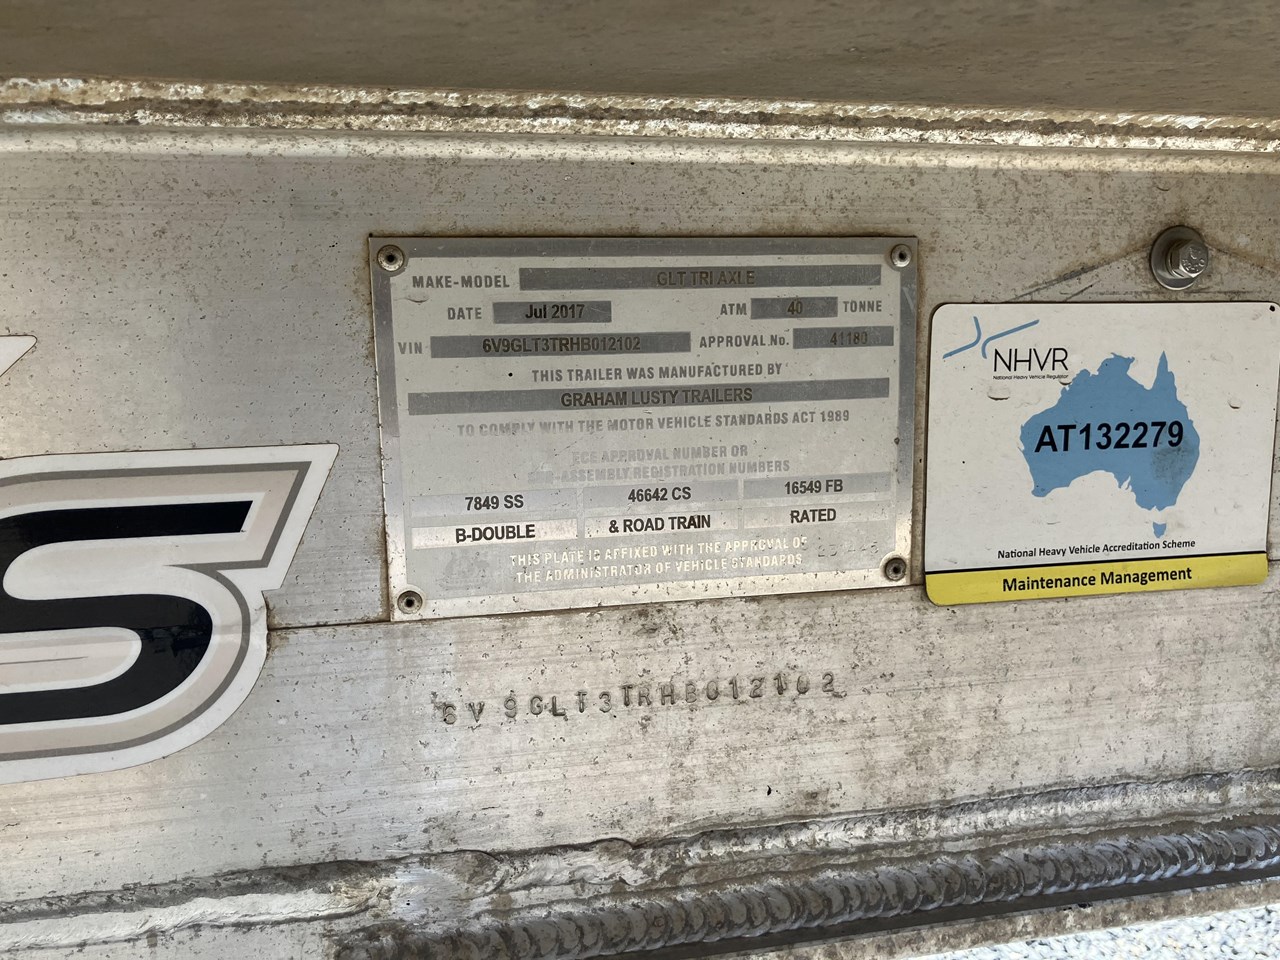 MAKE-MODEL GLT TRI AXLE
DATE Jul 2017 ATM 40 TONNE
VIN 6V9GLT3TRHB012102 APPROVAL No. 41180
THIS TRAILER WAS MANUFACTURED BY
GRAHAM LUSTY TRAILERS
TO COMPLY WITH THE MOTOR VEHICLE STANDARDS ACT 1989
ECE APPROVAL NUMBER OR
SUB-ASSEMBLY REGISTRATION NUMBERS
7849 SS 46642 CS 16549 FB
B-DOUBLE & ROAD TRAIN RATED
THIS PLATE IS AFFIXED WITH THE APPROVAL OF
THE ADMINISTRATOR OF VEHICLE STANDARDS
NHVR
National Heavy Vehicle Regulator
AT132279
National Heavy Vehicle Accreditation Scheme
Maintenance Management
6V9GLT3TRHB012102
S